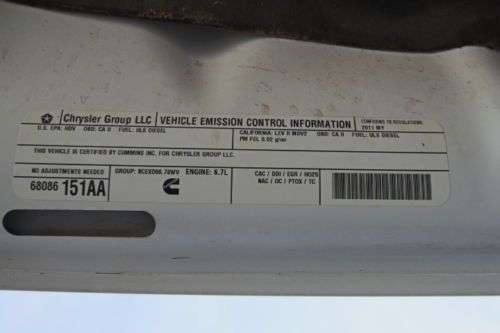 Chrysler Group LLC VEHICLE EMISSION CONTROL INFORMATION CONFORMS TO REGULATIONS
2011 MY
U.S. EPA: HDV OBD: CA II FUEL: ULS DIESEL CALIFORNIA: LEV II MDV2 OBD: CA II FUEL: ULS DIESEL
PM FEL 0.02 g/mi
THIS VEHICLE IS CERTIFIED BY CUMMINS INC. FOR CHRYSLER GROUP LLC.
NO ADJUSTMENTS NEEDED GROUP: BCEXD06.78WV ENGINE: 6.7L CAC / DDI / EGR / HO2S
68086 151AA NAC / OC / PTOX / TC